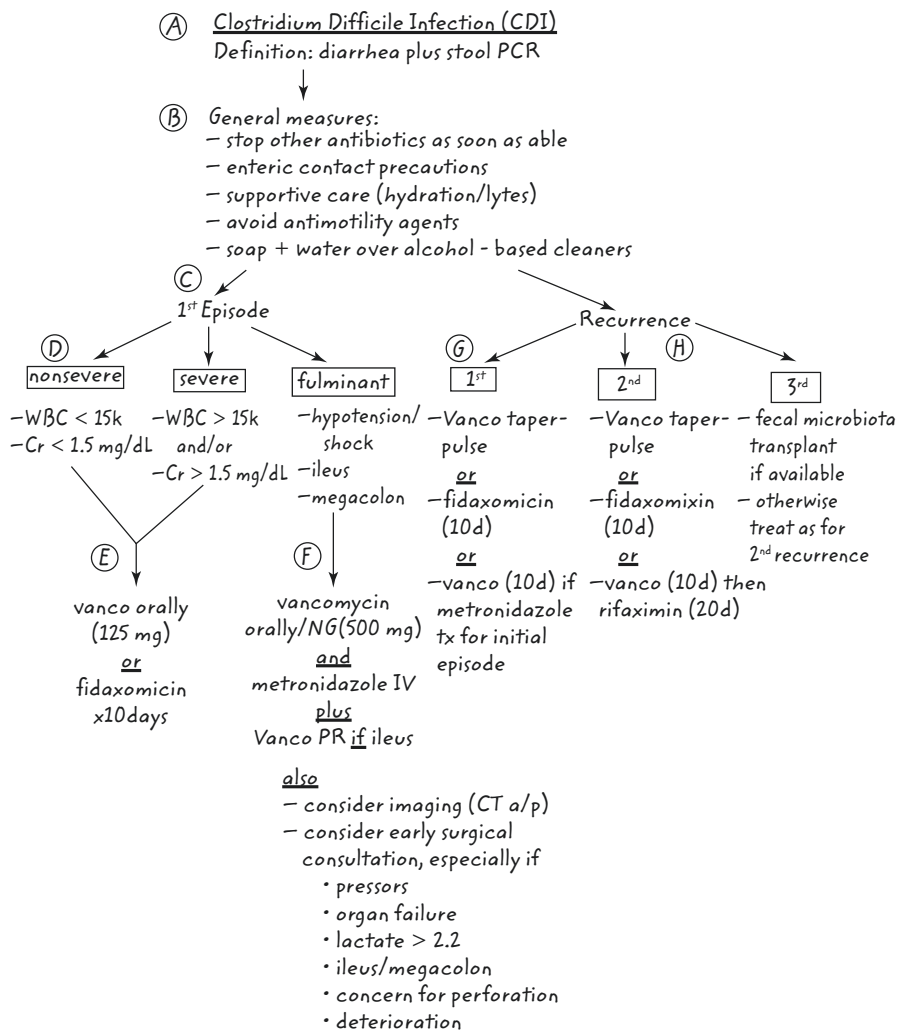 A Clostridium Difficile Infection (CDI)
Definition: diarrhea plus stool PCR
B General measures:
– stop other antibiotics as soon as able
– enteric contact precautions
– supportive care (hydration/lytes)
– avoid antimotility agents
– soap + water over alcohol - based cleaners
C
1st Episode
D
nonsevere
–WBC < 15k
–Cr < 1.5 mg/dL
severe
–WBC > 15k
and/or
–Cr > 1.5 mg/dL
E
vanco orally
(125 mg)
or
fidaxomicin
x10days
fulminant
–hypotension/
shock
–ileus
–megacolon
F
vancomycin
orally/NG(500 mg)
and
metronidazole IV
plus
Vanco PR if ileus
also
– consider imaging (CT a/p)
– consider early surgical
consultation, especially if
• pressors
• organ failure
• lactate > 2.2
• ileus/megacolon
• concern for perforation
• deterioration
Recurrence
G
H
1st
–Vanco taper-
pulse
or
–fidaxomicin
(10d)
or
–vanco (10d) if
metronidazole
tx for initial
episode
2nd
–Vanco taper-
pulse
or
–fidaxomixin
(10d)
or
–vanco (10d) then
rifaximin (20d)
3rd
– fecal microbiota
transplant
if available
– otherwise
treat as for
2nd recurrence